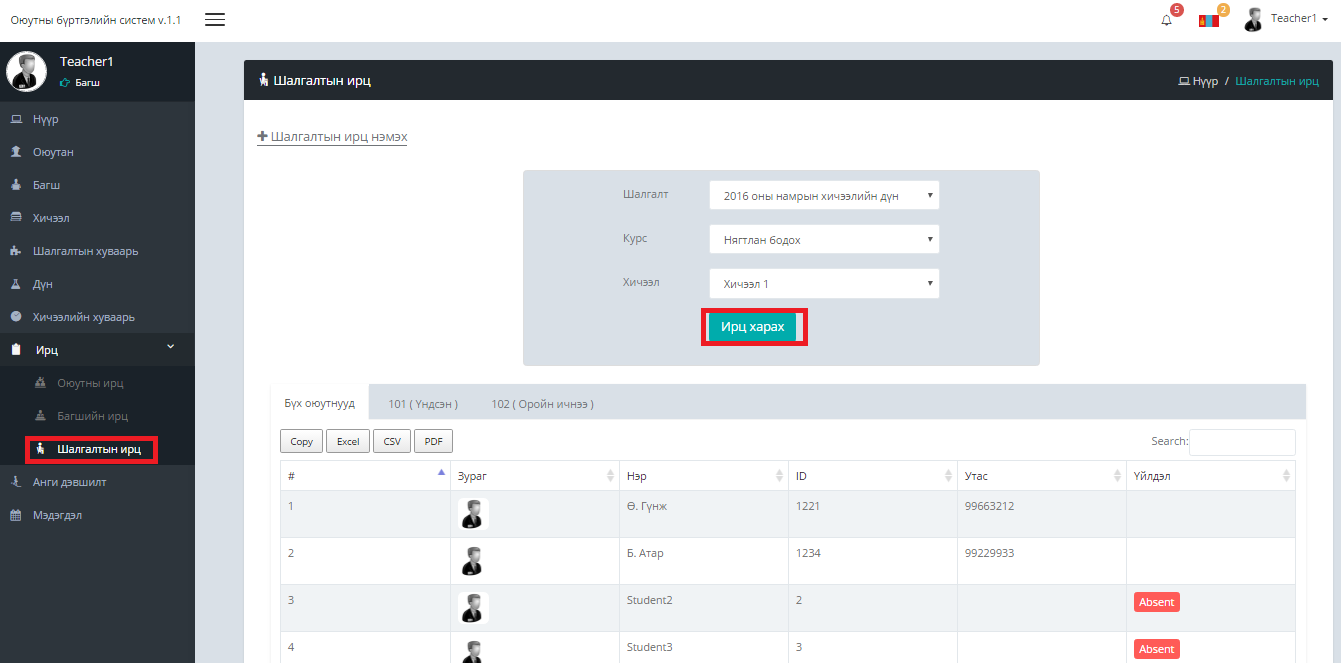 Оюутны бүртгэлийн систем v.1.1
5
2
Teacher1
Teacher1
Багш
Нүүр
Оюутан
Багш
Хичээл
Шалгалтын хуваарь
Дүн
Хичээлийн хуваарь
Ирц
Оюутны ирц
Багшийн ирц
Шалгалтын ирц
Анги дэвшилт
Мэдэгдэл
Шалгалтын ирц
Нүүр / Шалгалтын ирц
Шалгалтын ирц нэмэх
Шалгалт 2016 оны намрын хичээлийн дүн
Курс Нягтлан бодох
Хичээл Хичээл 1
Ирц харах
Бүх оюутнууд 101 ( Үндсэн ) 102 ( Оройн ичнээ )
Copy Excel CSV PDF Search:
# Зураг Нэр ID Утас Үйлдэл
1 Ө. Гүнж 1221 99663212
2 Б. Атар 1234 99229933
3 Student2 2 Absent
4 Student3 3 Absent